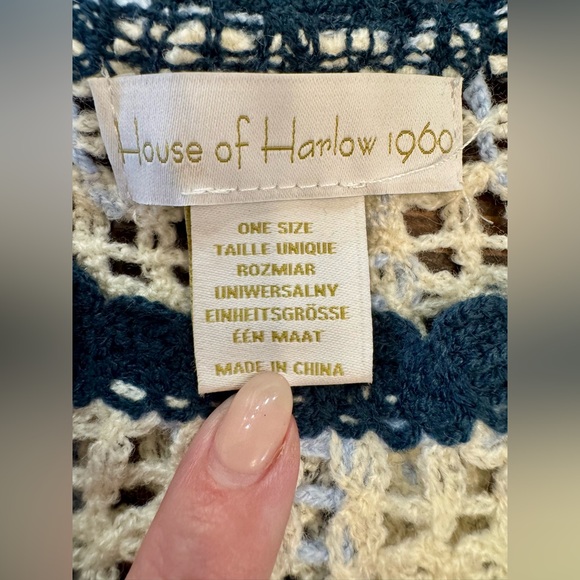 House of Harlow 1960
ONE SIZE
TAILLE UNIQUE
ROZMIAR
UNIWERSALNY
EINHEITSGRÖSSE
ÉÉN MAAT
MADE IN CHINA